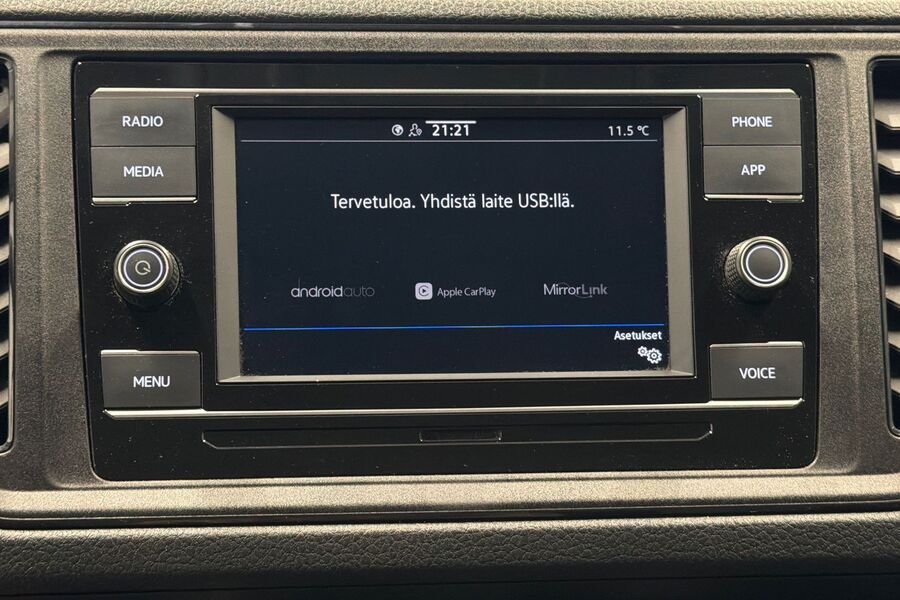 RADIO
MEDIA
MENU
21:21
11.5 °C
Tervetuloa. Yhdistä laite USB:llä.
androidauto
Apple CarPlay
MirrorLink
Asetukset
PHONE
APP
VOICE